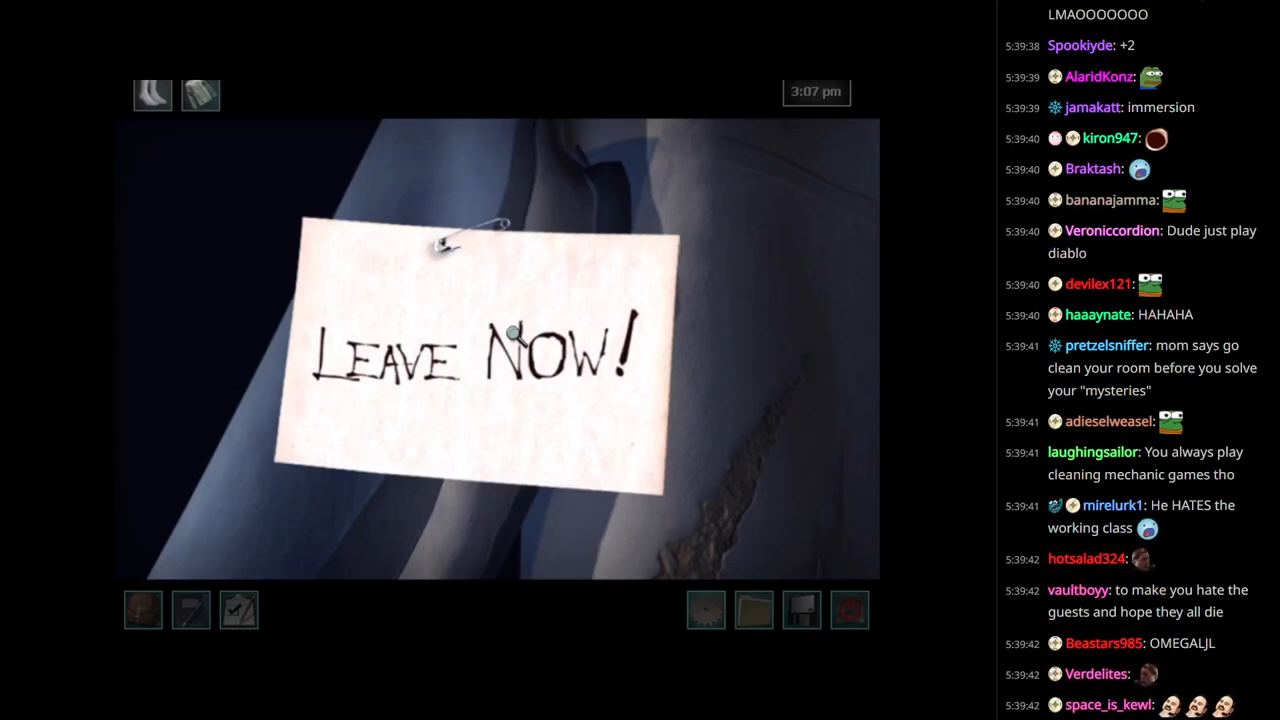 LMAOOOOOOO
5:39:38 Spookiyde: +2
5:39:39 AlaridKonz:
5:39:39 jamakatt: immersion
5:39:40 kiron947:
5:39:40 Braktash:
5:39:40 bananajamma:
5:39:40 Veroniccordion: Dude just play
diablo
5:39:40 devilex121:
5:39:40 haaaynate: HAHAHA
5:39:41 pretzelsniffer: mom says go
clean your room before you solve
your "mysteries"
5:39:41 adieselweasel:
5:39:41 laughingsailor: You always play
cleaning mechanic games tho
5:39:41 mirelurk1: He HATES the
working class
5:39:42 hotsalad324:
5:39:42 vaultboyy: to make you hate the
guests and hope they all die
5:39:42 Beastars985: OMEGALJL
5:39:42 Verdelites:
5:39:42 space_is_kewl:
3:07 pm
LEAVE NOW!